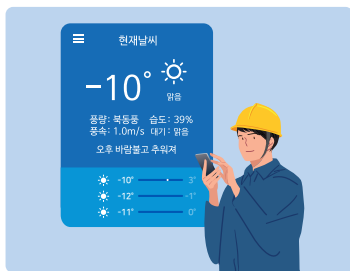 현재날씨
-10°
맑음
풍량: 북동풍 습도: 39%
풍속: 1.0m/s 대기: 맑음
오후 바람불고 추워져
-10° 3°
-12° -1°
-11° 0°